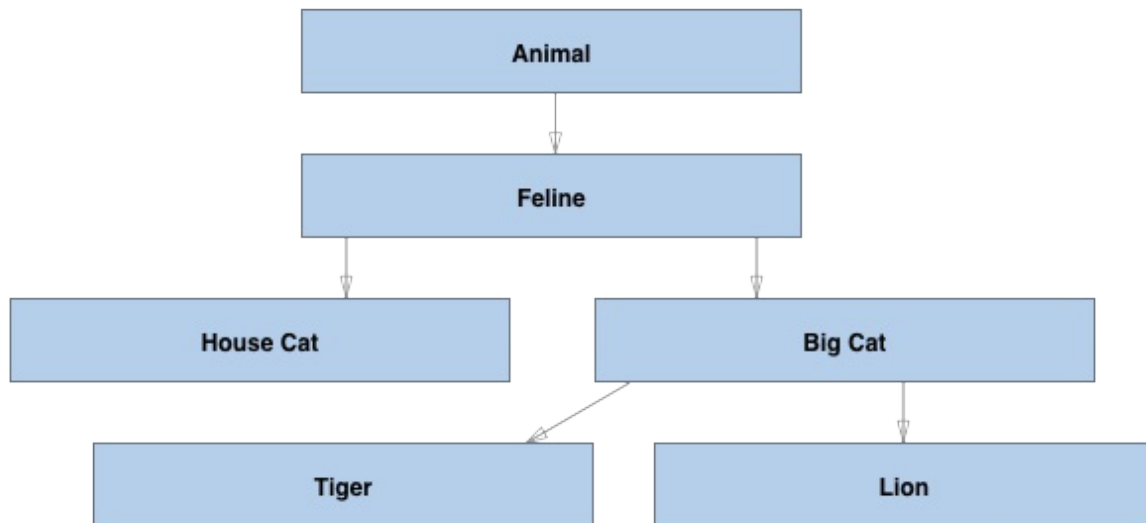 Animal
Feline
House Cat
Big Cat
Tiger
Lion